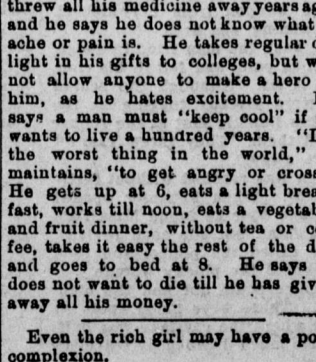 threw all his medicine away years ag
and he says he does not know what
ache or pain is. He takes regular
light in his gifts to colleges, but w
not allow anyone to make a hero
him, as he hates excitement.
says a man must "keep cool" if
wants to live a hundred years. "I
the worst thing in the world,"
maintains, "to get angry or cross
He gets up at 6, eats a light brea
fast, works till noon, eats a vegetab
and fruit dinner, without tea or c
fee, takes it easy the rest of the d
and goes to bed at 8. He says
does not want to die till he has giv
away all his money.
Even the rich girl may have a po
complexion.